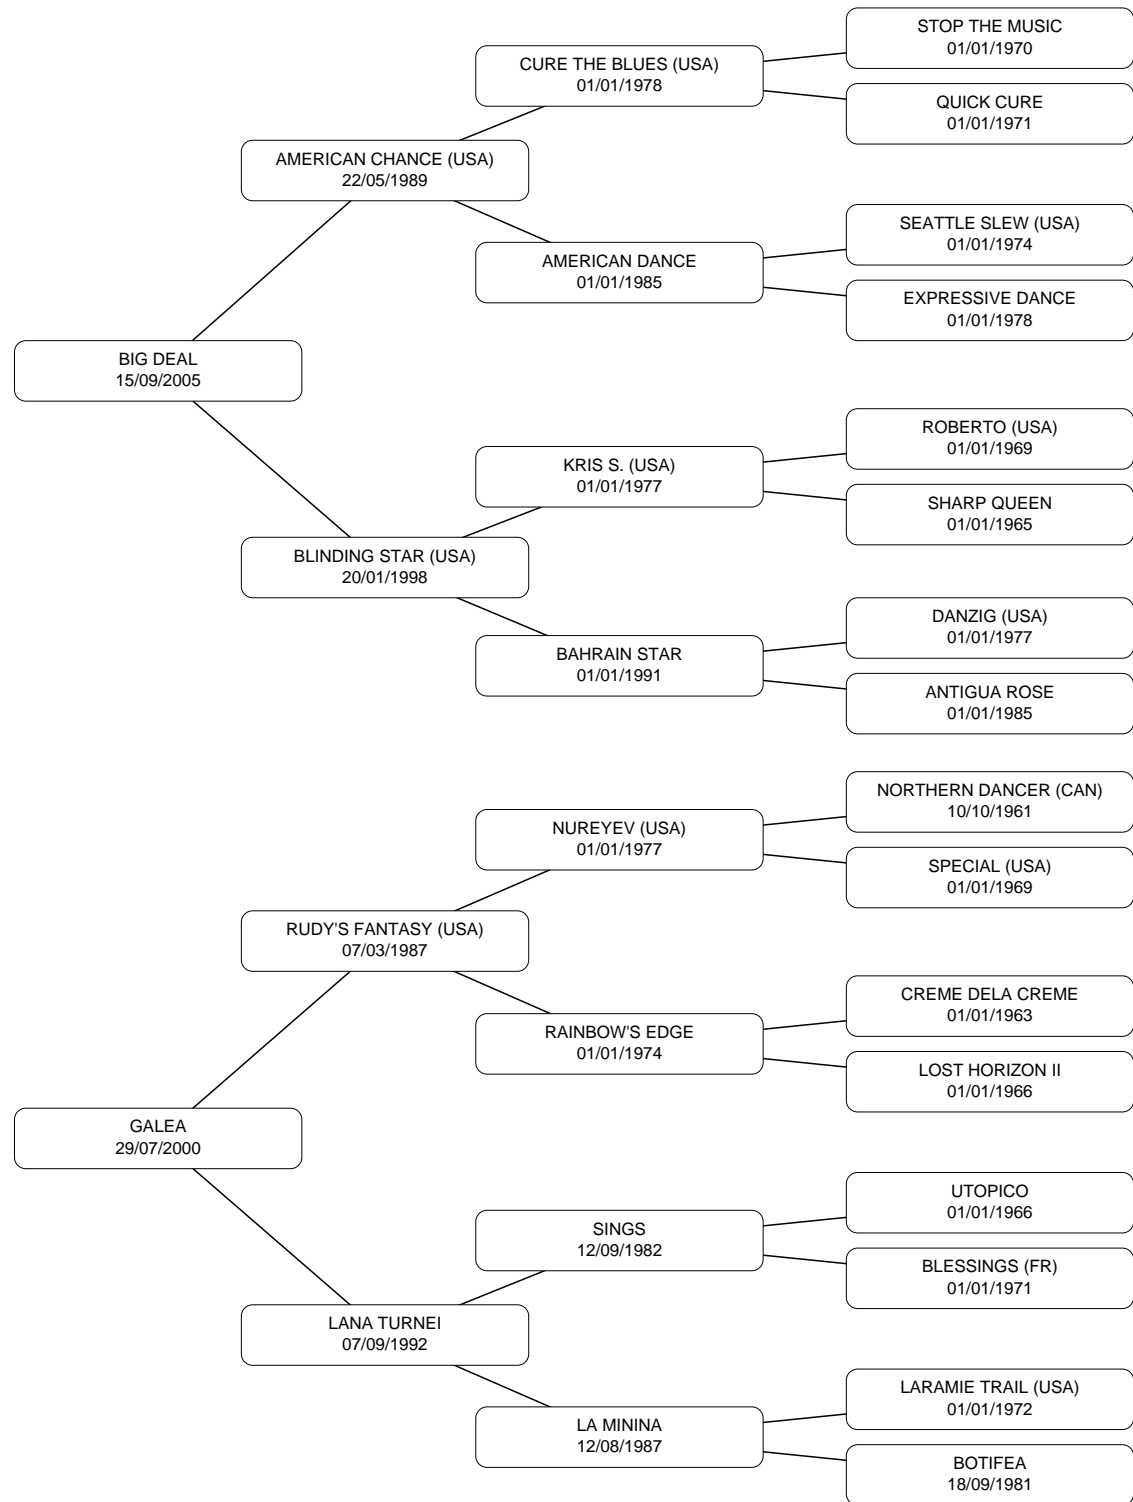 STOP THE MUSIC
01/01/1970
CURE THE BLUES (USA)
01/01/1978
QUICK CURE
01/01/1971
AMERICAN CHANCE (USA)
22/05/1989
SEATTLE SLEW (USA)
01/01/1974
AMERICAN DANCE
01/01/1985
EXPRESSIVE DANCE
01/01/1978
BIG DEAL
15/09/2005
ROBERTO (USA)
01/01/1969
KRIS S. (USA)
01/01/1977
SHARP QUEEN
01/01/1965
BLINDING STAR (USA)
20/01/1998
DANZIG (USA)
01/01/1977
BAHRAIN STAR
01/01/1991
ANTIGUA ROSE
01/01/1985
NORTHERN DANCER (CAN)
10/10/1961
NUREYEV (USA)
01/01/1977
SPECIAL (USA)
01/01/1969
RUDY'S FANTASY (USA)
07/03/1987
CREME DELA CREME
01/01/1963
RAINBOW'S EDGE
01/01/1974
LOST HORIZON II
01/01/1966
GALEA
29/07/2000
UTOPICO
01/01/1966
SINGS
12/09/1982
BLESSINGS (FR)
01/01/1971
LANA TURNEI
07/09/1992
LARAMIE TRAIL (USA)
01/01/1972
LA MININA
12/08/1987
BOTIFEA
18/09/1981